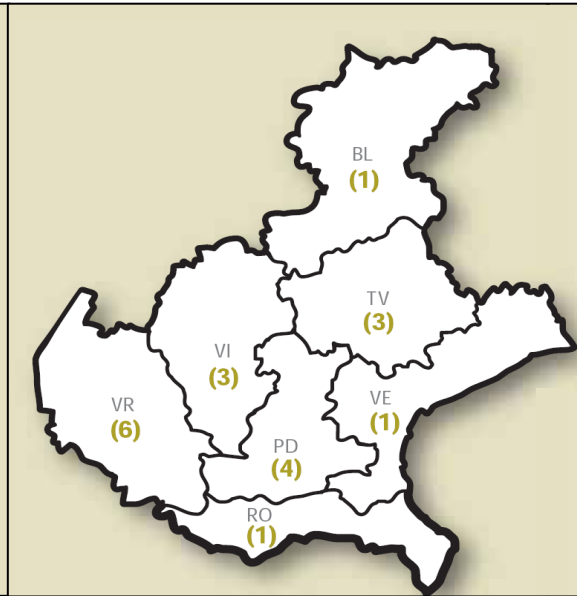 BL
(1)
TV
(3)
VI
(3)
VE
(1)
VR
(6)
PD
(4)
RO
(1)